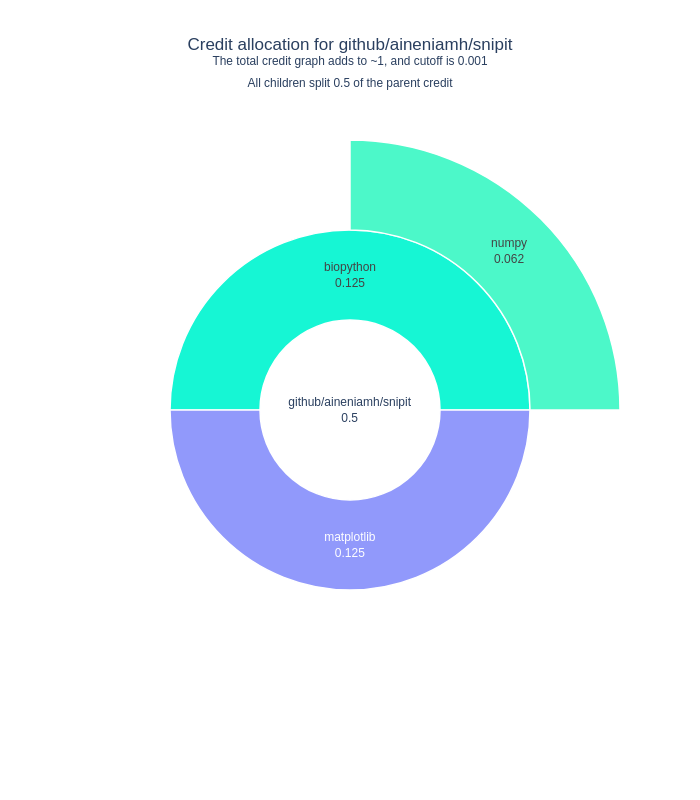 Credit allocation for github/aineniamh/snipit
The total credit graph adds to ~1, and cutoff is 0.001
All children split 0.5 of the parent credit
numpy
0.062
biopython
0.125
github/aineniamh/snipit
0.5
matplotlib
0.125